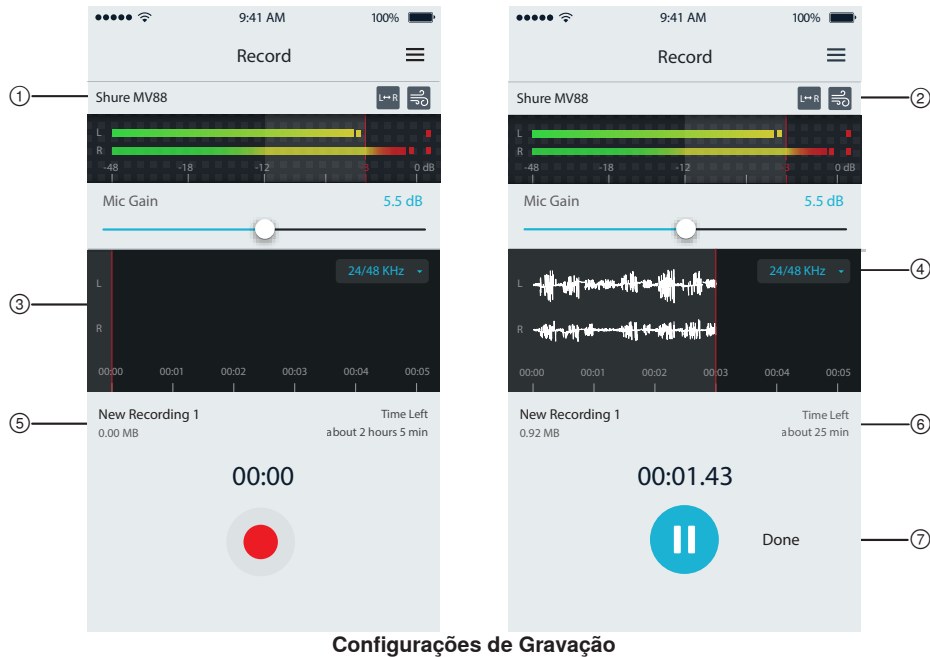 9:41 AM 100%
Record
① Shure MV88 L↔R
L
R
-48 -18 -12 -3 0 dB
Mic Gain 5.5 dB
24/48 KHz
③ L
R
00:00 00:01 00:02 00:03 00:04 00:05
⑤ New Recording 1 Time Left
0.00 MB about 2 hours 5 min
00:00
9:41 AM 100%
Record
Shure MV88 L↔R ②
L
R
-48 -18 -12 -3 0 dB
Mic Gain 5.5 dB
24/48 KHz ④
L
R
00:00 00:01 00:02 00:03 00:04 00:05
New Recording 1 Time Left ⑥
0.92 MB about 25 min
00:01.43
Done ⑦
Configurações de Gravação